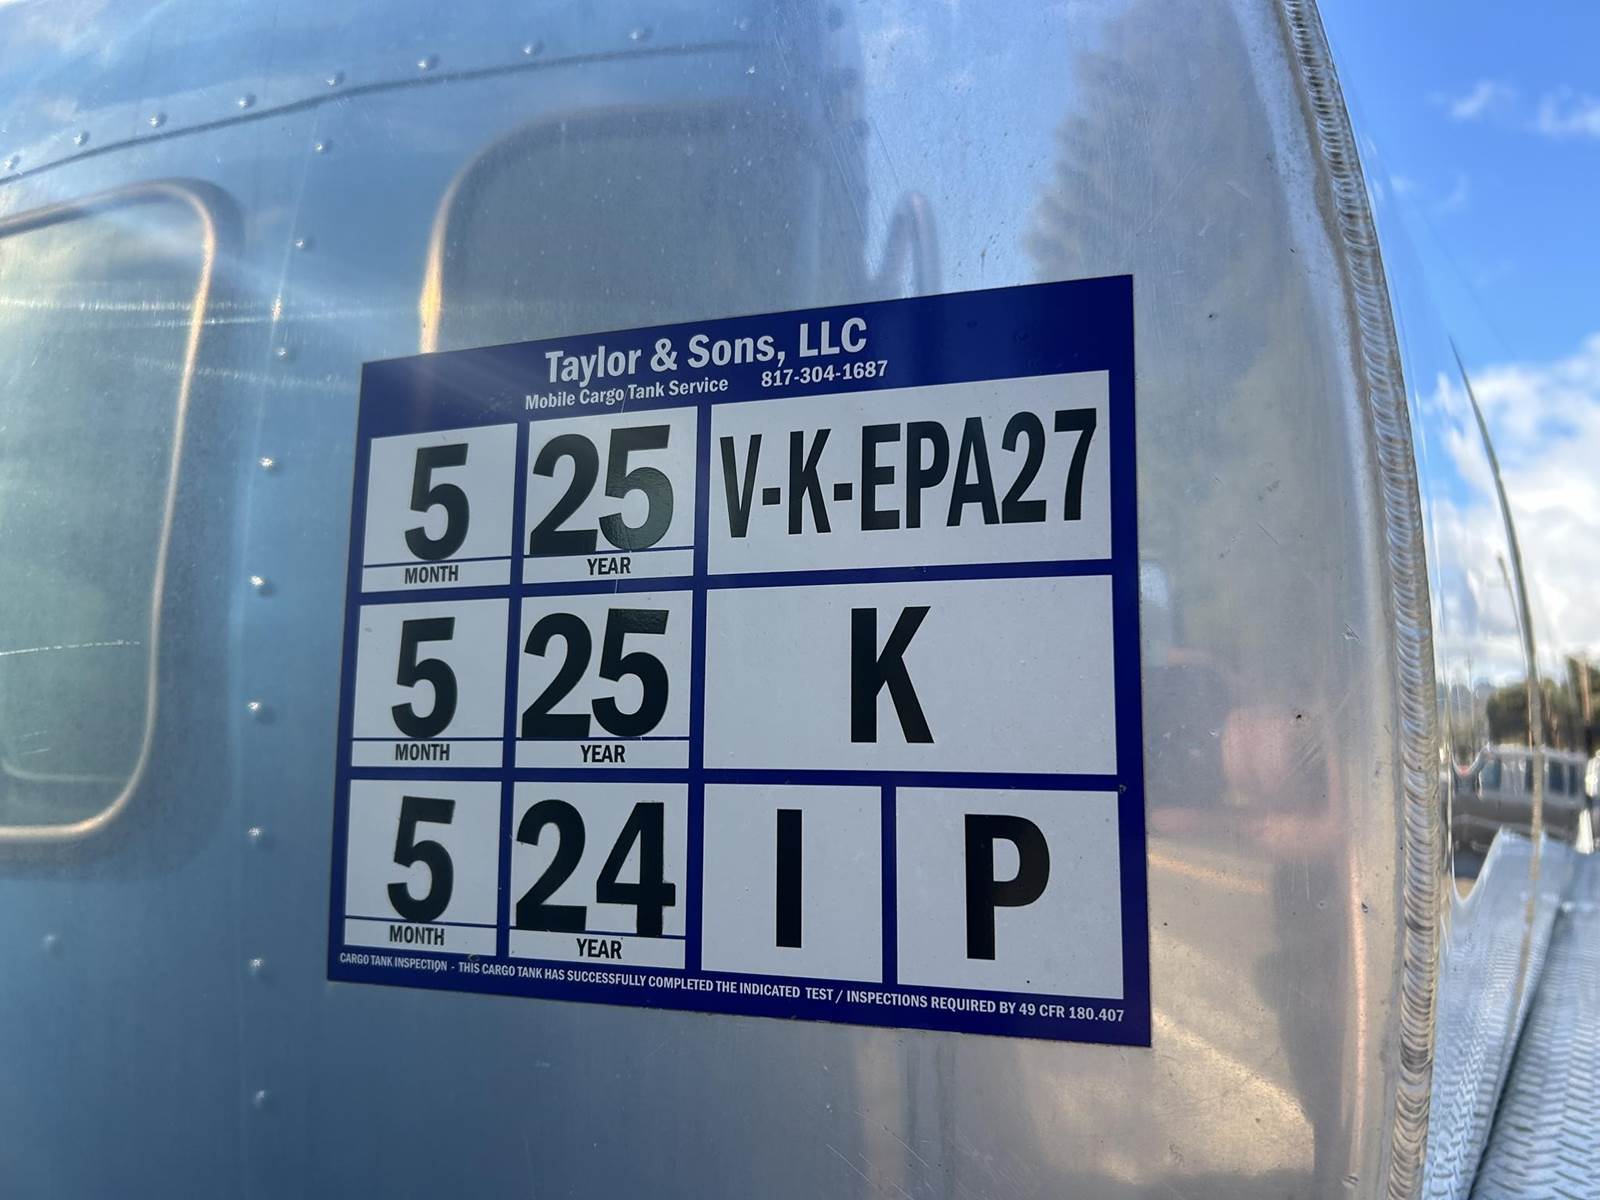 Taylor & Sons, LLC
Mobile Cargo Tank Service 817-304-1687
5 25 V-K-EPA27
MONTH YEAR
5 25 K
MONTH YEAR
5 24 I P
MONTH YEAR
CARGO TANK INSPECTION - THIS CARGO TANK HAS SUCCESSFULLY COMPLETED THE INDICATED TEST / INSPECTIONS REQUIRED BY 49 CFR 180.407